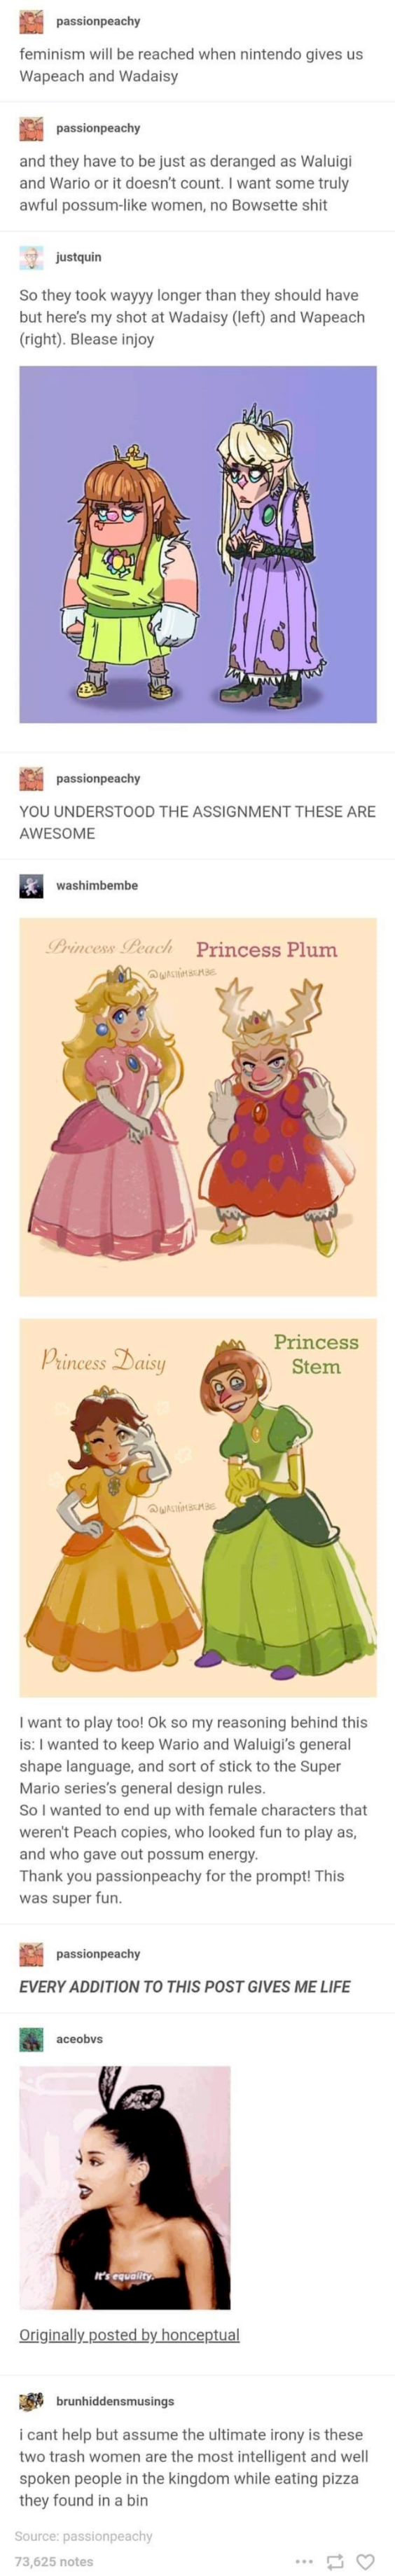 passionpeachy
feminism will be reached when nintendo gives us
Wapeach and Wadaisy
passionpeachy
and they have to be just as deranged as Waluigi
and Wario or it doesn't count. I want some truly
awful possum-like women, no Bowsette shit
justquin
So they took wayyy longer than they should have
but here's my shot at Wadaisy (left) and Wapeach
(right). Blease injoy
passionpeachy
YOU UNDERSTOOD THE ASSIGNMENT THESE ARE
AWESOME
washimbembe
Princess Peach Princess Plum
@WASHIMBEMBE
Princess
Princess Daisy Stem
@WASHIMBEMBE
I want to play too! Ok so my reasoning behind this
is: I wanted to keep Wario and Waluigi's general
shape language, and sort of stick to the Super
Mario series's general design rules.
So I wanted to end up with female characters that
weren't Peach copies, who looked fun to play as,
and who gave out possum energy.
Thank you passionpeachy for the prompt! This
was super fun.
passionpeachy
EVERY ADDITION TO THIS POST GIVES ME LIFE
aceobvs
It's equality.
Originally posted by honceptual
brunhiddensmusings
i cant help but assume the ultimate irony is these
two trash women are the most intelligent and well
spoken people in the kingdom while eating pizza
they found in a bin
Source: passionpeachy
73,625 notes